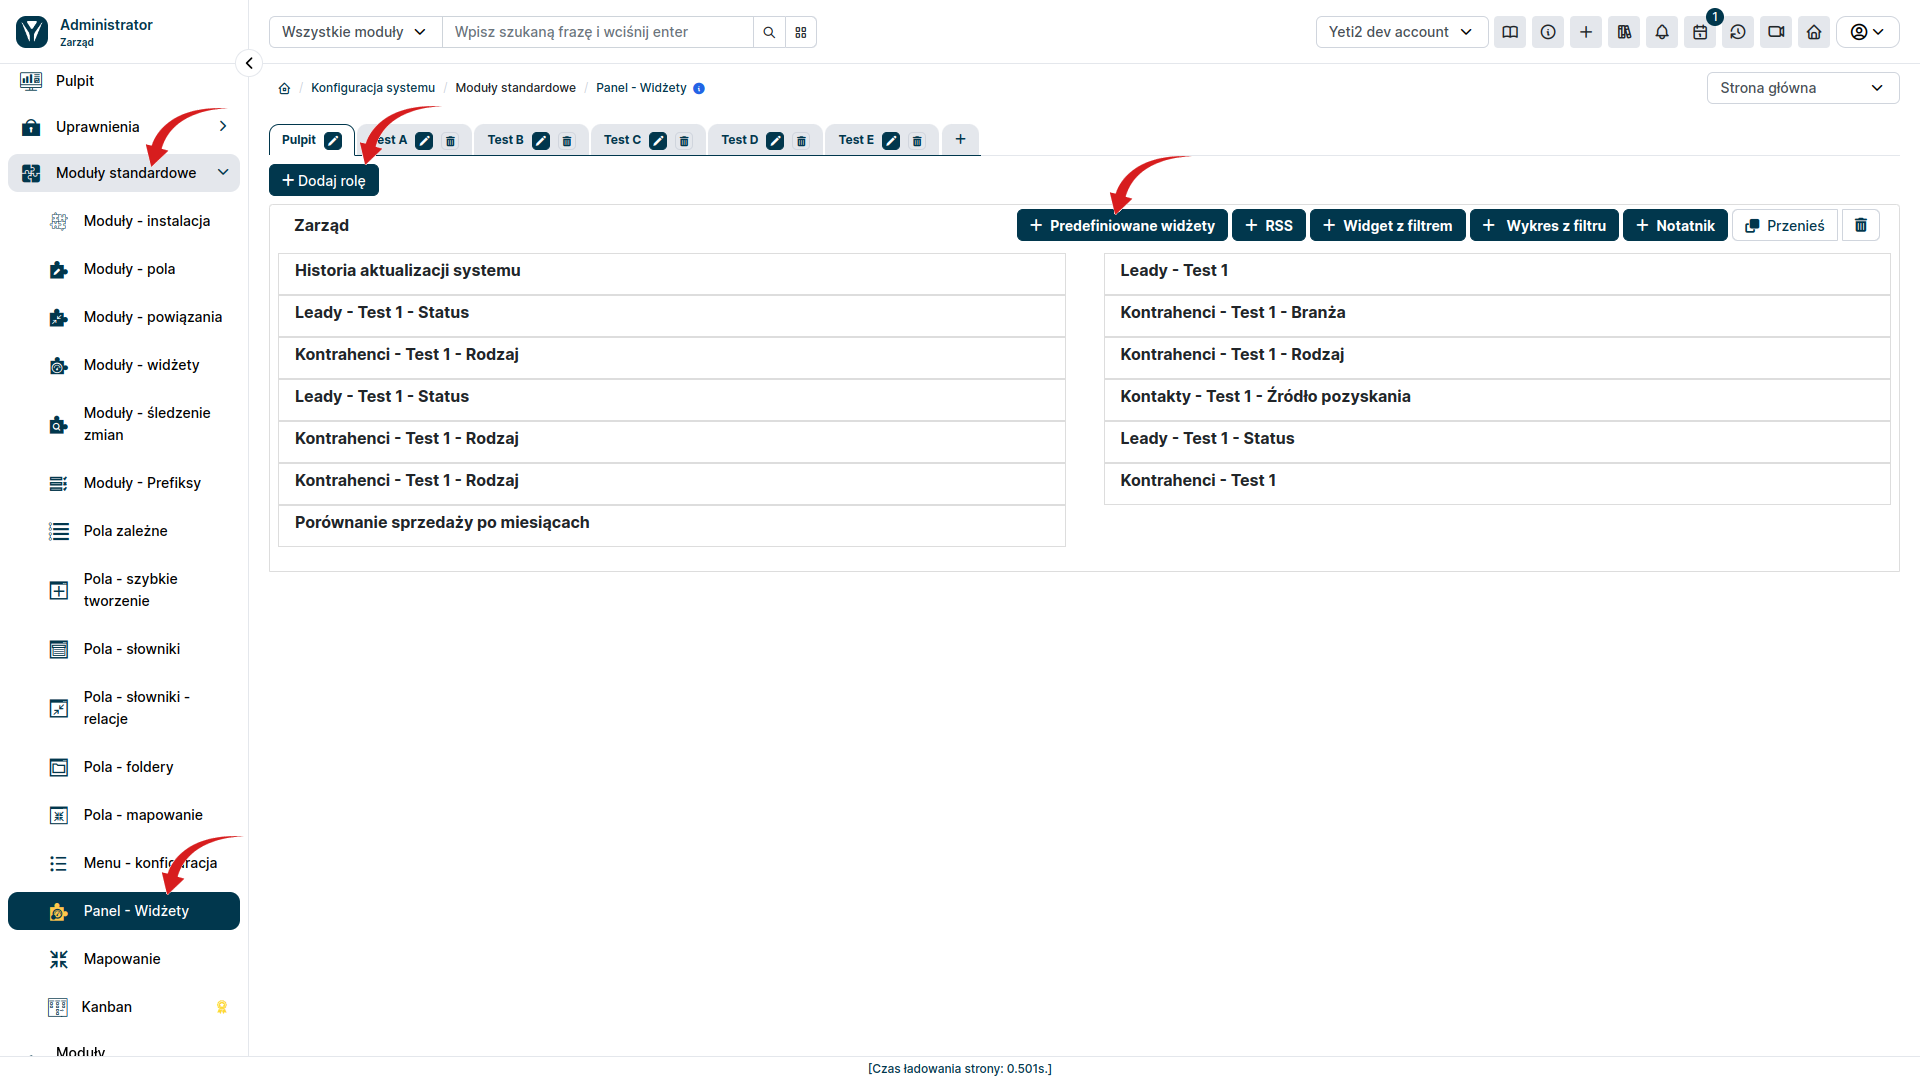 Administrator
Zarząd
Wszystkie moduły
Wpisz szukaną frazę i wciśnij enter
Yeti2 dev account
1
Pulpit
Uprawnienia
Moduły standardowe
Moduły - instalacja
Moduły - pola
Moduły - powiązania
Moduły - widżety
Moduły - śledzenie
zmian
Moduły - Prefiksy
Pola zależne
Pola - szybkie
tworzenie
Pola - słowniki
Pola - słowniki -
relacje
Pola - foldery
Pola - mapowanie
Menu - konfiguracja
Panel - Widżety
Mapowanie
Kanban
Moduły
/ Konfiguracja systemu / Moduły standardowe / Panel - Widżety
Strona główna
Pulpit
Test A
Test B
Test C
Test D
Test E
+
+ Dodaj rolę
Zarząd
+ Predefiniowane widżety
+ RSS
+ Widget z filtrem
+ Wykres z filtru
+ Notatnik
Przenieś
Historia aktualizacji systemu
Leady - Test 1 - Status
Kontrahenci - Test 1 - Rodzaj
Leady - Test 1 - Status
Kontrahenci - Test 1 - Rodzaj
Kontrahenci - Test 1 - Rodzaj
Porównanie sprzedaży po miesiącach
Leady - Test 1
Kontrahenci - Test 1 - Branża
Kontrahenci - Test 1 - Rodzaj
Kontakty - Test 1 - Źródło pozyskania
Leady - Test 1 - Status
Kontrahenci - Test 1
[Czas ładowania strony: 0.501s.]